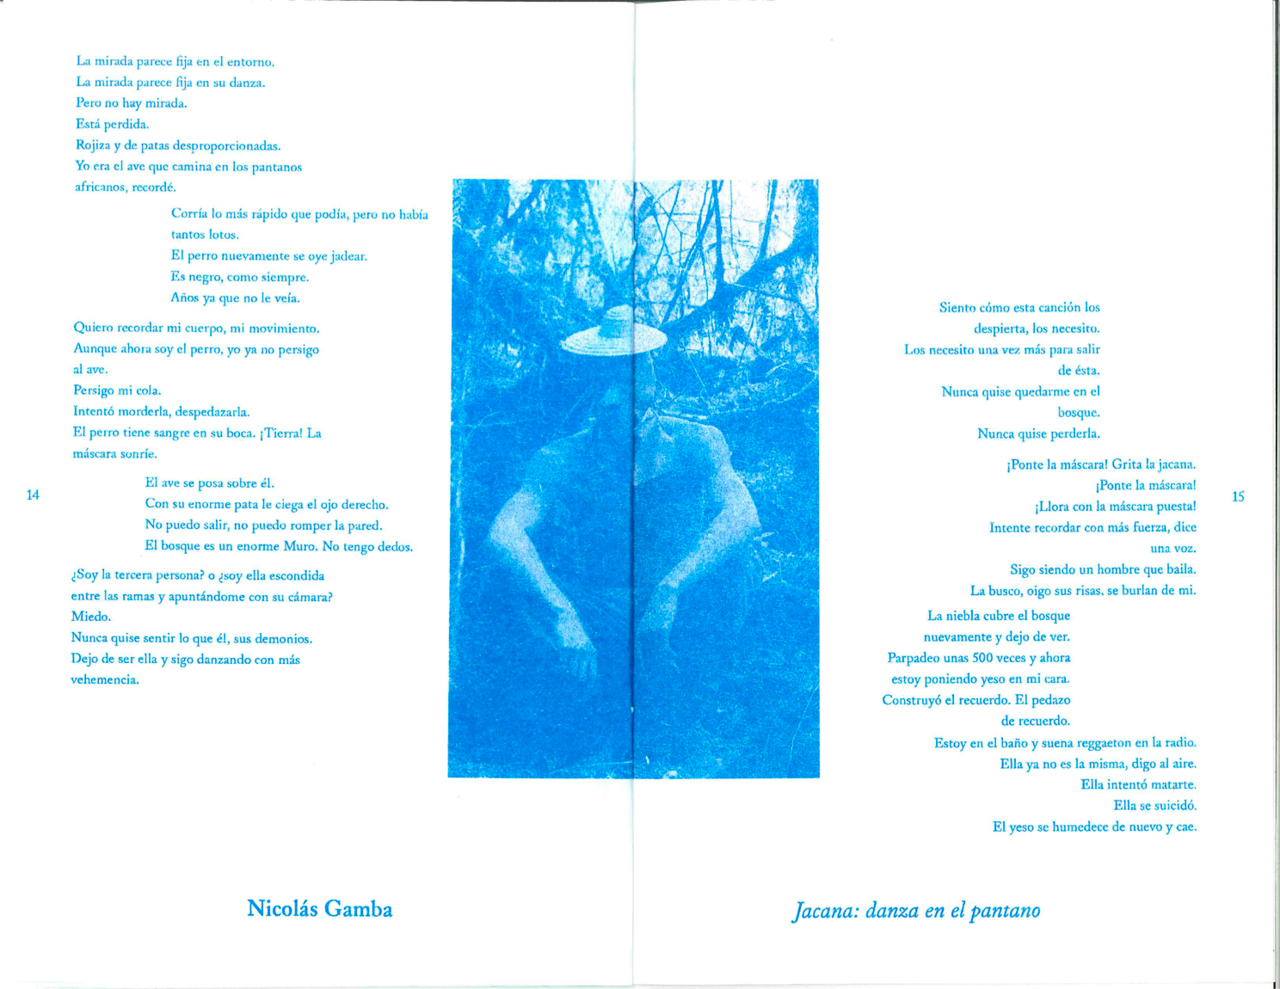 La mirada parece fija en el entorno.
La mirada parece fija en su danza.
Pero no hay mirada.
Está perdida.
Rojiza y de patas desproporcionadas.
Yo era el ave que camina en los pantanos
africanos, recordé.
Corría lo más rápido que podía, pero no había
tantos lotos.
El perro nuevamente se oye jadear.
Es negro, como siempre.
Años ya que no le veía.
Quiero recordar mi cuerpo, mi movimiento.
Aunque ahora soy el perro, yo ya no persigo
al ave.
Persigo mi cola.
Intentó morderla, despedazarla.
El perro tiene sangre en su boca. ¡Tierra! La
máscara sonríe.
El ave se posa sobre él.
Con su enorme pata le ciega el ojo derecho.
No puedo salir, no puedo romper la pared.
El bosque es un enorme Muro. No tengo dedos.
¿Soy la tercera persona? o ¿soy ella escondida
entre las ramas y apuntándome con su cámara?
Miedo.
Nunca quise sentir lo que él, sus demonios.
Dejo de ser ella y sigo danzando con más
vehemencia.
14
Nicolás Gamba
Siento cómo esta canción los
despierta, los necesito.
Los necesito una vez más para salir
de ésta.
Nunca quise quedarme en el
bosque.
Nunca quise perderla.
¡Ponte la máscara! Grita la jacana.
¡Ponte la máscara!
¡Llora con la máscara puesta!
Intente recordar con más fuerza, dice
una voz.
Sigo siendo un hombre que baila.
La busco, oigo sus risas, se burlan de mi.
La niebla cubre el bosque
nuevamente y dejo de ver.
Parpadeo unas 500 veces y ahora
estoy poniendo yeso en mi cara.
Construyó el recuerdo. El pedazo
de recuerdo.
Estoy en el baño y suena reggaeton en la radio.
Ella ya no es la misma, digo al aire.
Ella intentó matarte.
Ella se suicidó.
El yeso se humedece de nuevo y cae.
15
Jacana: danza en el pantano